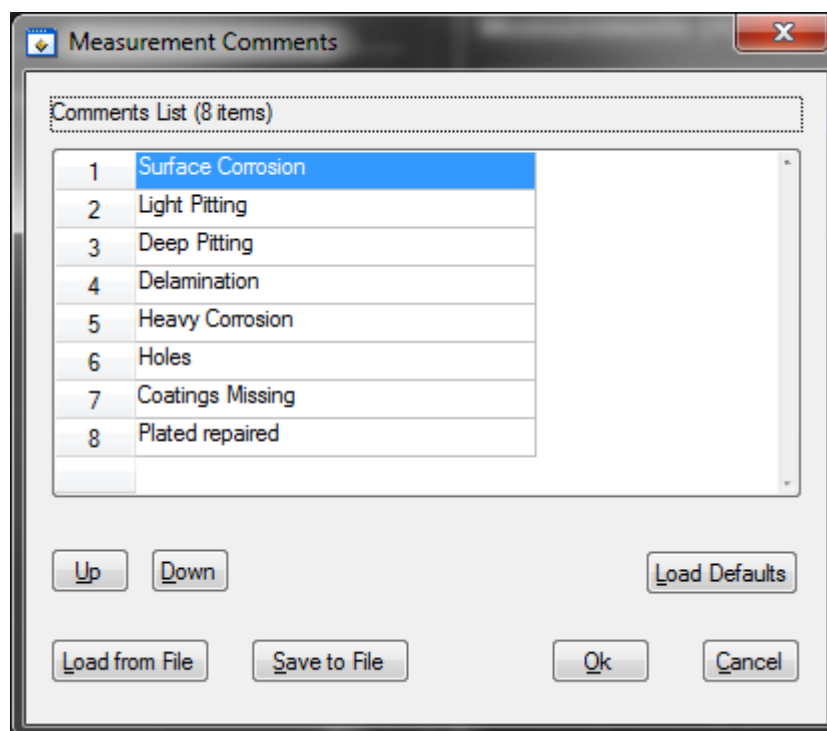 Measurement Comments
X
Comments List (8 items)
1 Surface Corrosion
2 Light Pitting
3 Deep Pitting
4 Delamination
5 Heavy Corrosion
6 Holes
7 Coatings Missing
8 Plated repaired
Up Down Load Defaults
Load from File Save to File Ok Cancel